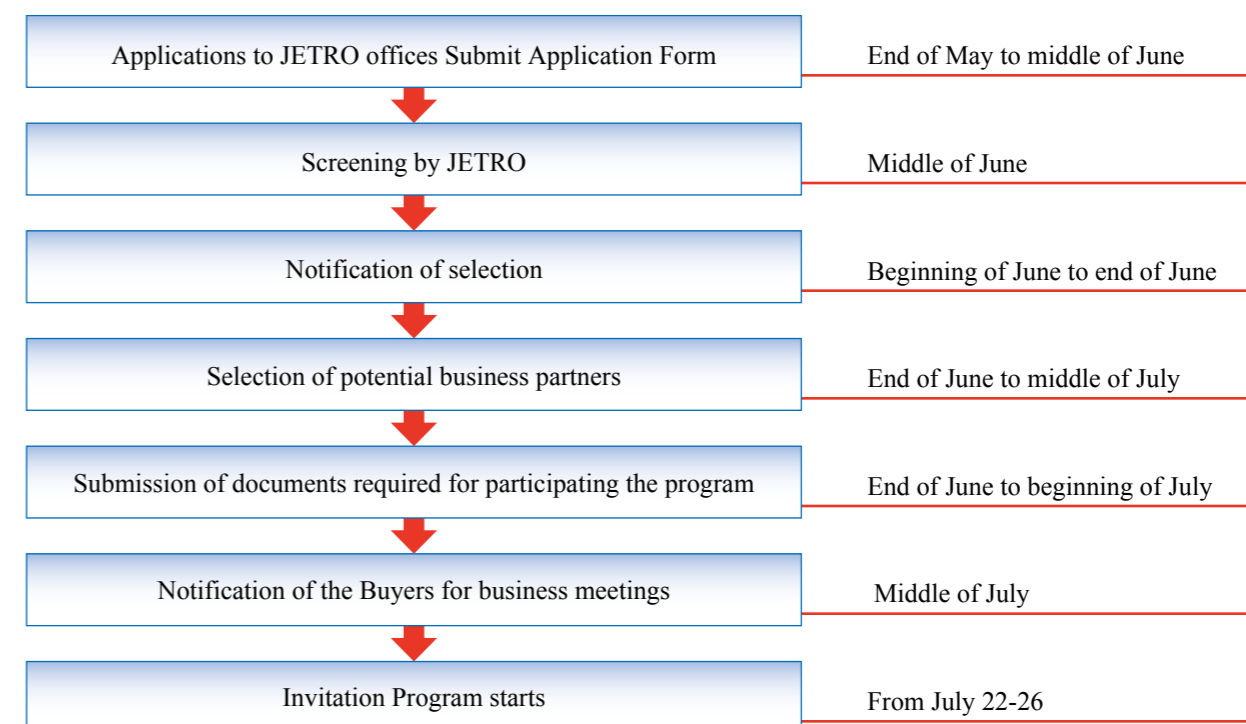 Applications to JETRO offices Submit Application Form
End of May to middle of June
Screening by JETRO
Middle of June
Notification of selection
Beginning of June to end of June
Selection of potential business partners
End of June to middle of July
Submission of documents required for participating the program
End of June to beginning of July
Notification of the Buyers for business meetings
Middle of July
Invitation Program starts
From July 22-26